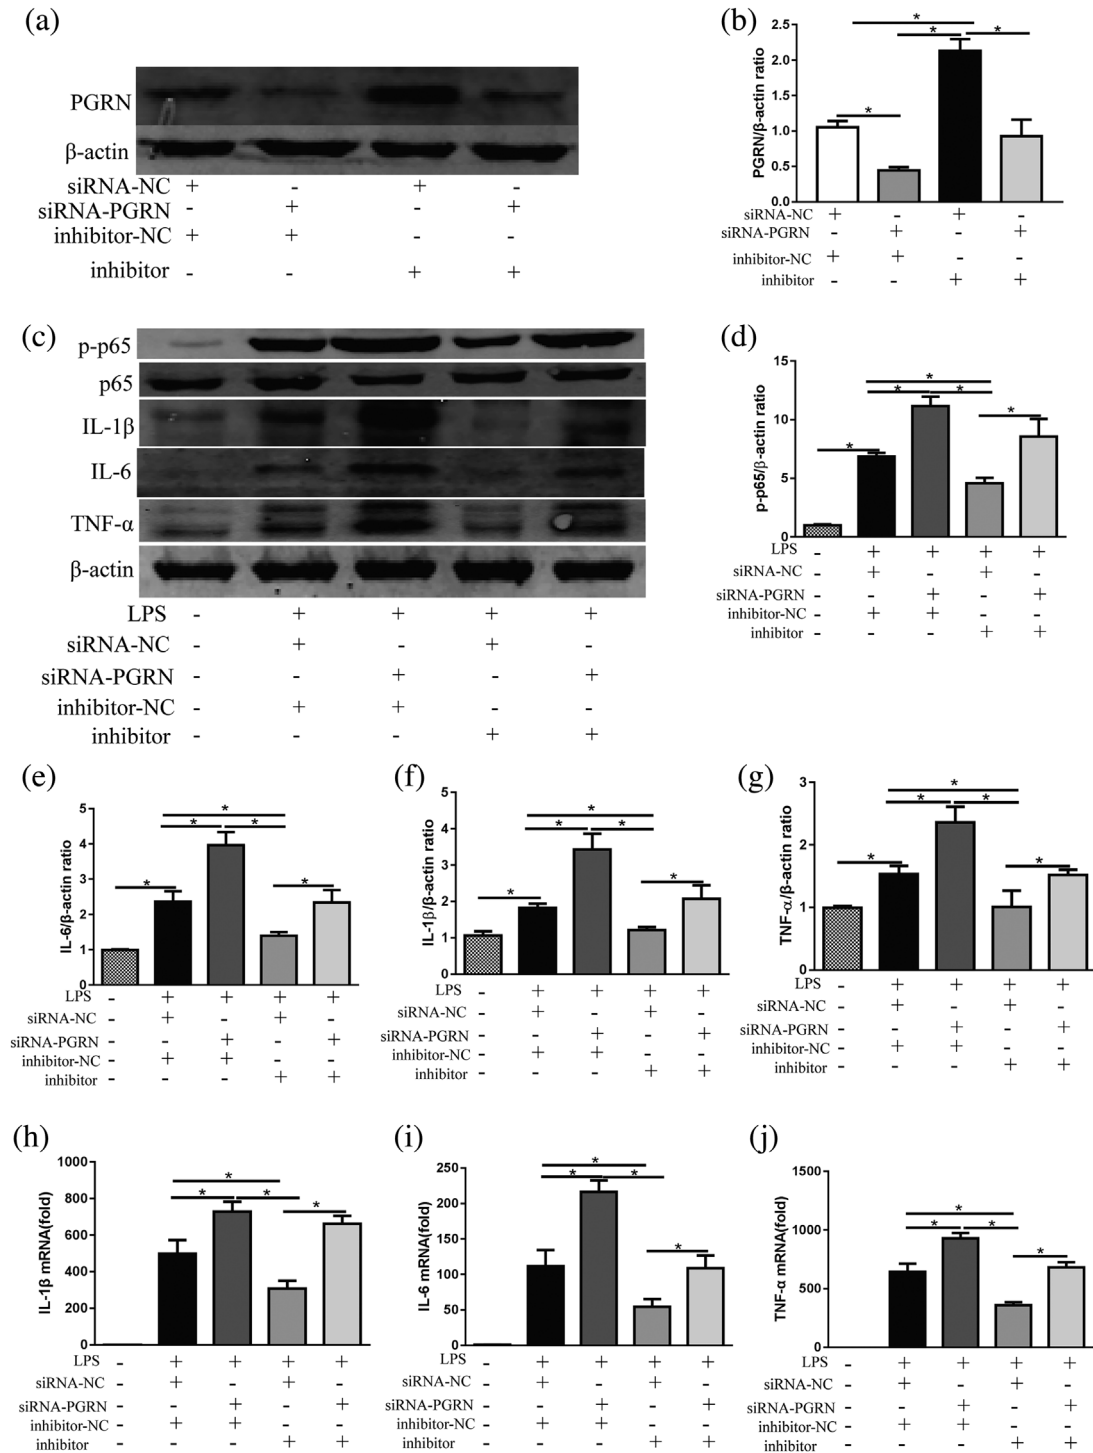 (a)
PGRN
β-actin
siRNA-NC + - + -
siRNA-PGRN - + - +
inhibitor-NC + + - -
inhibitor - - + +
(b)
PGRN/β-actin ratio
2.5
2.0
1.5
1.0
0.5
0.0
* * * *
siRNA-NC + - + -
siRNA-PGRN - + - +
inhibitor-NC + + - -
inhibitor - - + +
(c)
p-p65
p65
IL-1β
IL-6
TNF-α
β-actin
LPS - + + + +
siRNA-NC - + - + -
siRNA-PGRN - - + - +
inhibitor-NC - + + - -
inhibitor - - - + +
(d)
p-p65/β-actin ratio
15
10
5
0
* * * * *
LPS - + + + +
siRNA-NC - + - + -
siRNA-PGRN - - + - +
inhibitor-NC - + + - -
inhibitor - - - + +
(e)
IL-6/β-actin ratio
5
4
3
2
1
0
* * * * *
LPS - + + + +
siRNA-NC - + - + -
siRNA-PGRN - - + - +
inhibitor-NC - + + - -
inhibitor - - - + +
(f)
IL-1β/β-actin ratio
5
4
3
2
1
0
* * * * *
LPS - + + + +
siRNA-NC - + - + -
siRNA-PGRN - - + - +
inhibitor-NC - + + - -
inhibitor - - - + +
(g)
TNF-α/β-actin ratio
3
2
1
0
* * * * *
LPS - + + + +
siRNA-NC - + - + -
siRNA-PGRN - - + - +
inhibitor-NC - + + - -
inhibitor - - - + +
(h)
IL-1β mRNA(fold)
1000
800
600
400
200
0
* * * *
LPS - + + + +
siRNA-NC - + - + -
siRNA-PGRN - - + - +
inhibitor-NC - + + - -
inhibitor - - - + +
(i)
IL-6 mRNA(fold)
250
200
150
100
50
0
* * * *
LPS - + + + +
siRNA-NC - + - + -
siRNA-PGRN - - + - +
inhibitor-NC - + + - -
inhibitor - - - + +
(j)
TNF-α mRNA(fold)
1500
1000
500
0
* * * *
LPS - + + + +
siRNA-NC - + - + -
siRNA-PGRN - - + - +
inhibitor-NC - + + - -
inhibitor - - - + +